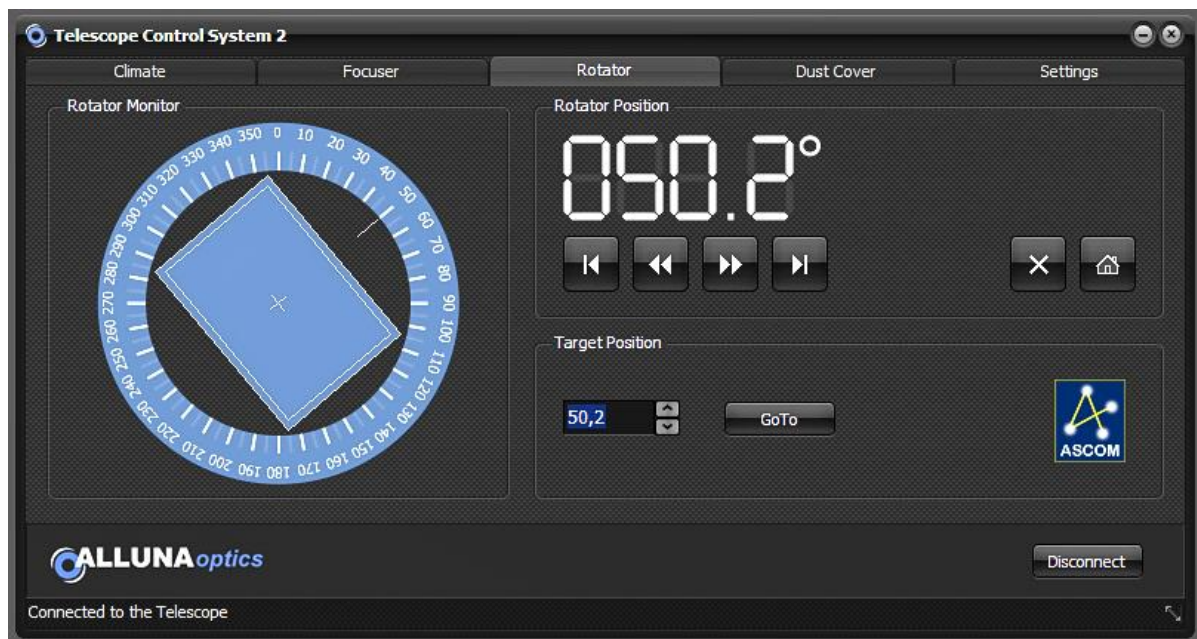 Telescope Control System 2
Climate
Focuser
Rotator
Dust Cover
Settings
Rotator Monitor
0
10
20
30
40
50
60
70
80
90
100
110
120
130
140
150
160
170
180
190
200
210
220
230
240
250
260
270
280
290
300
310
320
330
340
350
Rotator Position
050.2°
Target Position
50,2
GoTo
ASCOM
ALLUNA optics
Disconnect
Connected to the Telescope